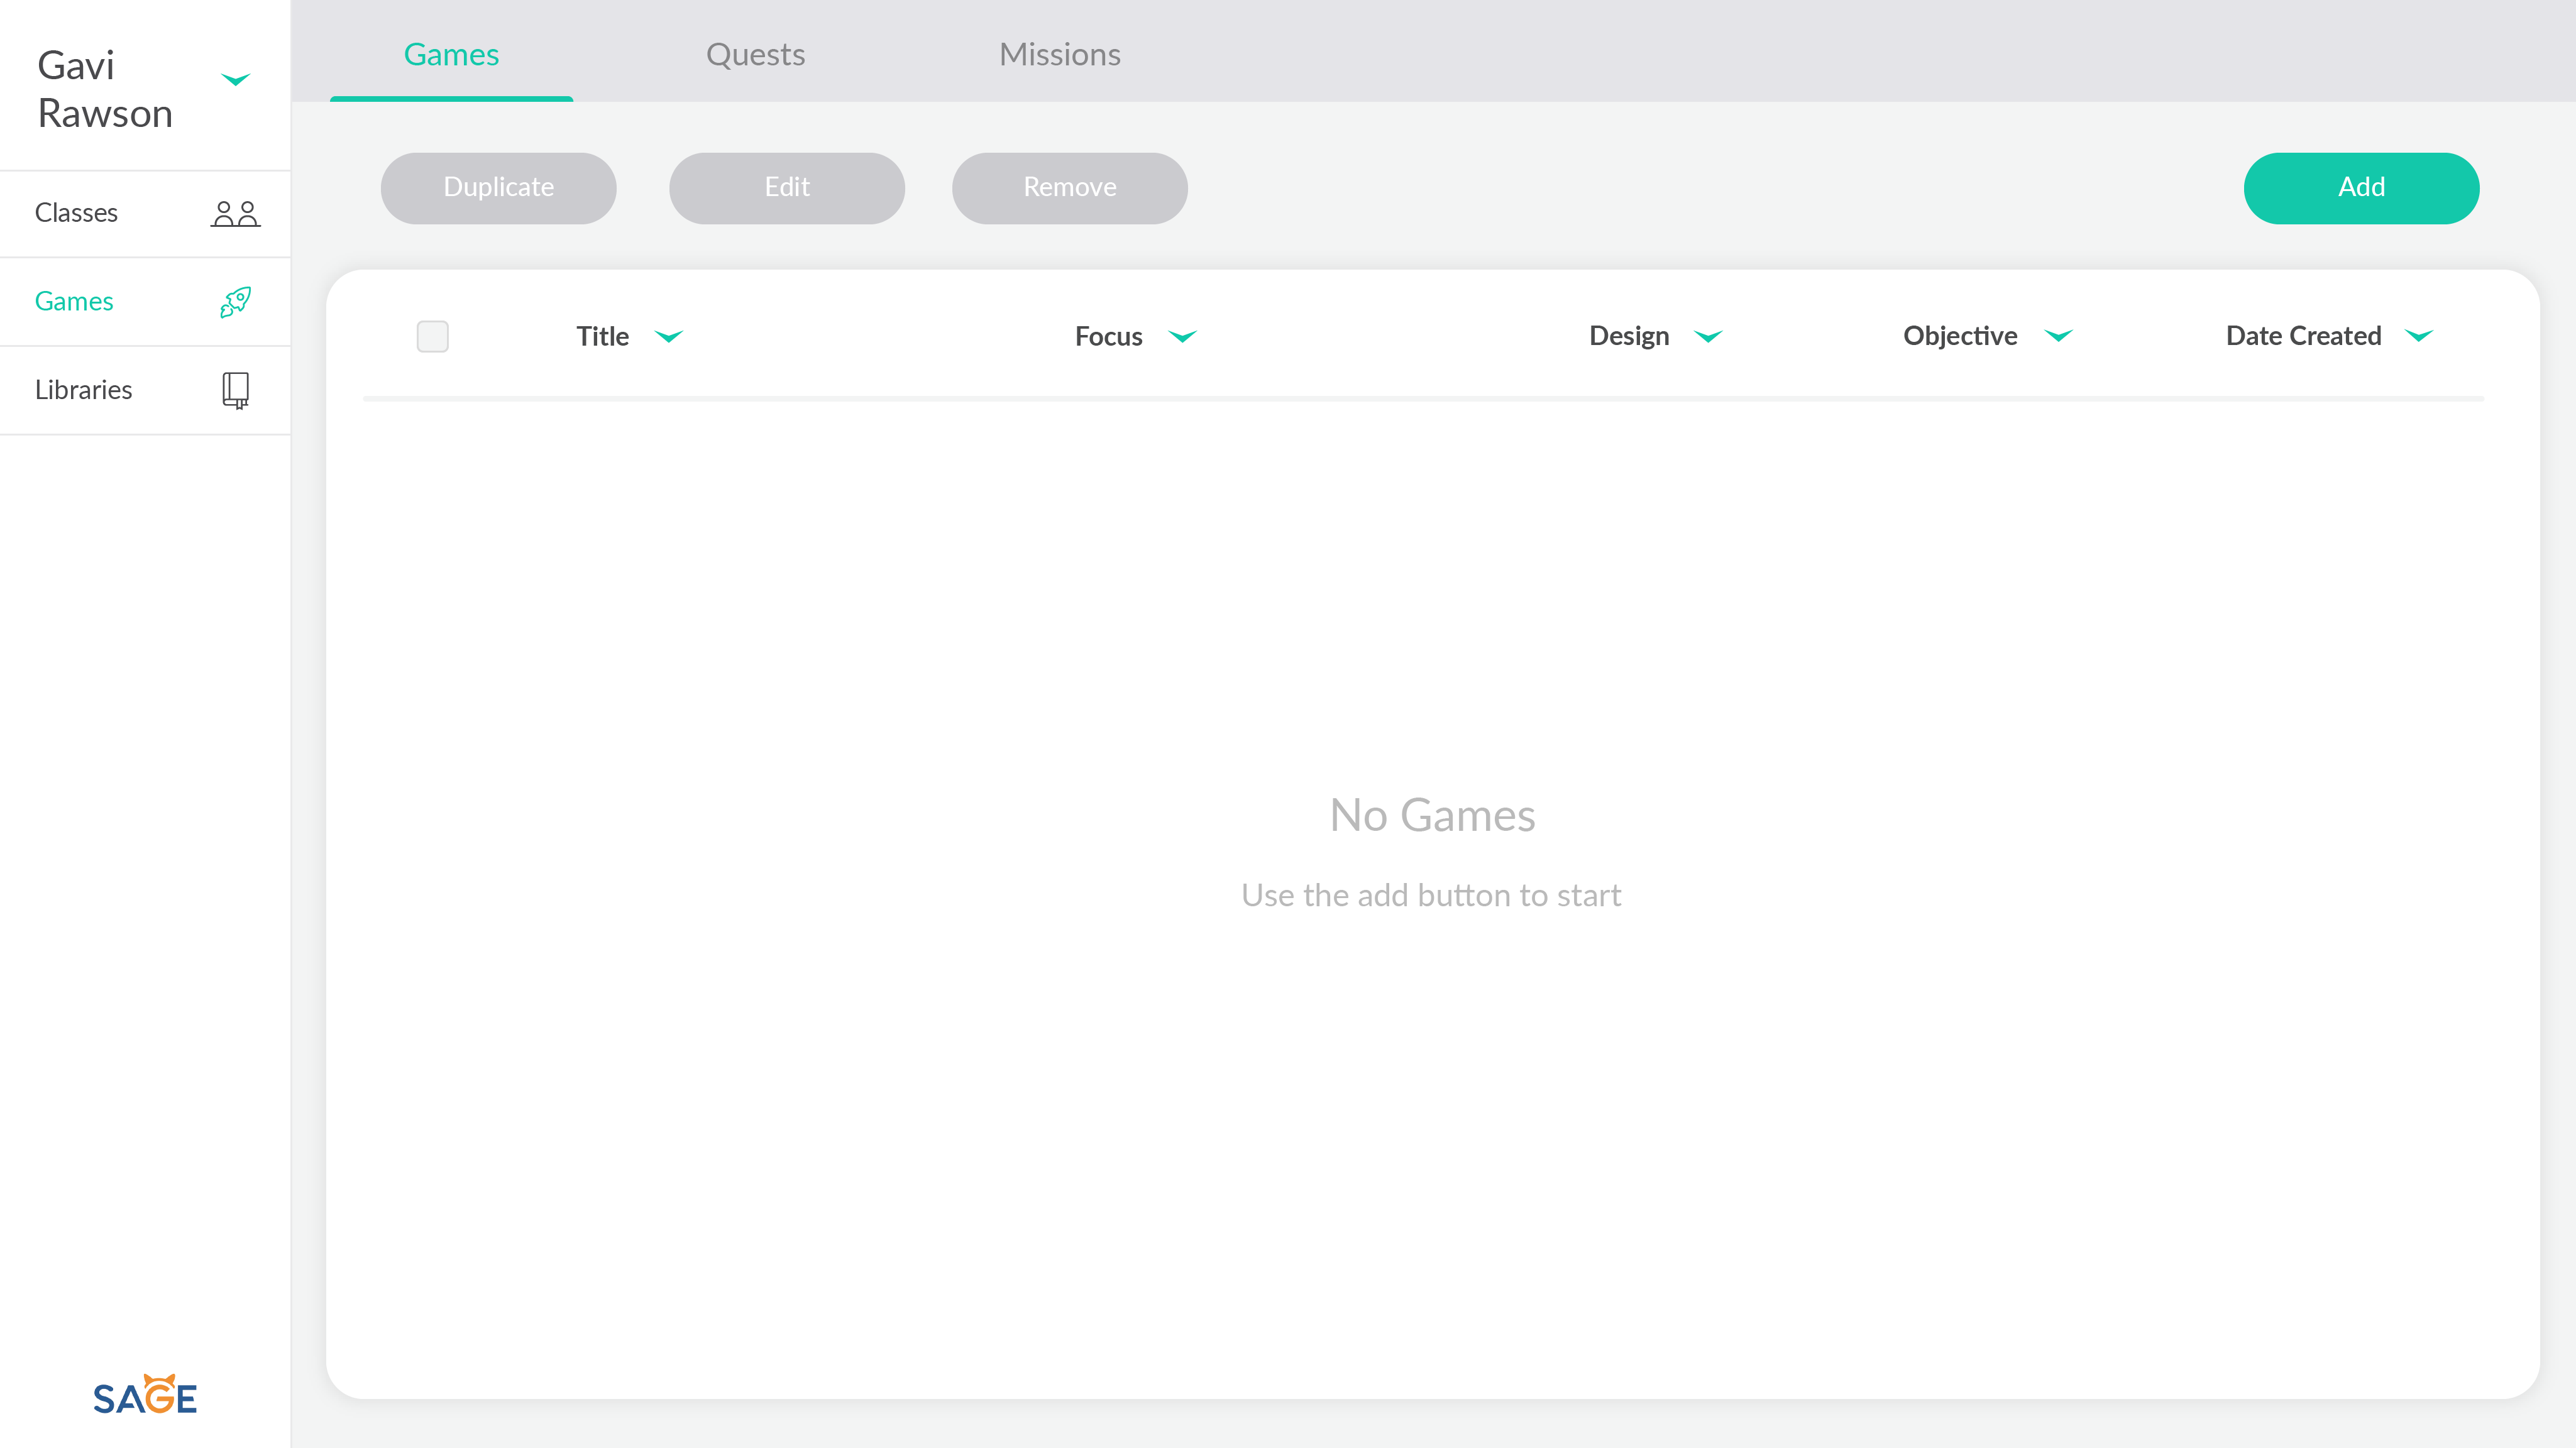 Gavi
Rawson
Classes
Games
Libraries
SAGE
Games Quests Missions
Duplicate Edit Remove Add
Title Focus Design Objective Date Created
No Games
Use the add button to start